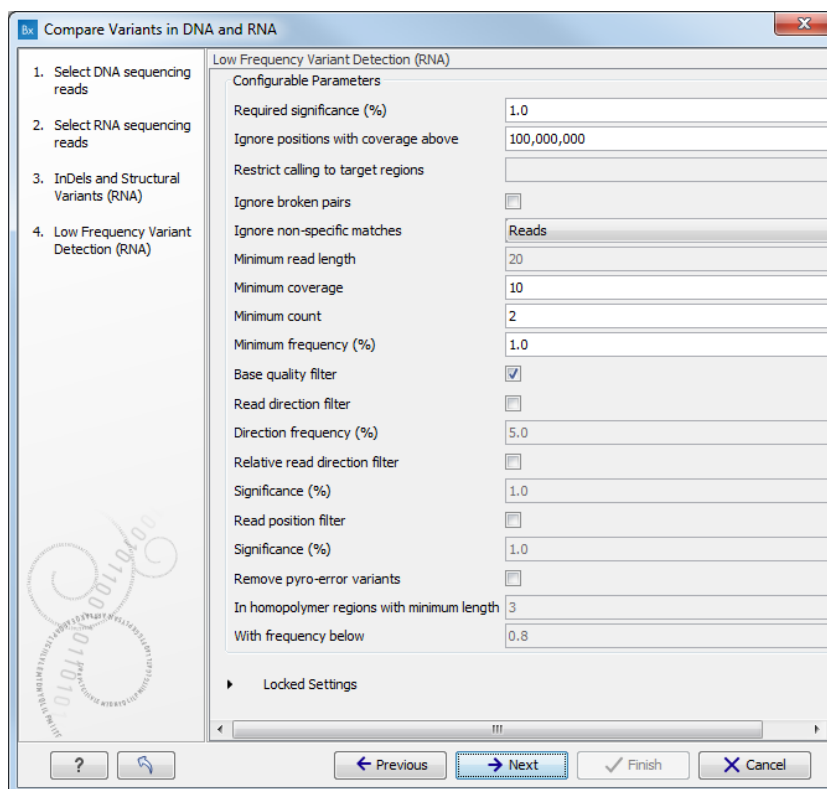 Bx Compare Variants in DNA and RNA
1. Select DNA sequencing
reads
2. Select RNA sequencing
reads
3. InDels and Structural
Variants (RNA)
4. Low Frequency Variant
Detection (RNA)
Low Frequency Variant Detection (RNA)
Configurable Parameters
Required significance (%) 1.0
Ignore positions with coverage above 100,000,000
Restrict calling to target regions
Ignore broken pairs
Ignore non-specific matches Reads
Minimum read length 20
Minimum coverage 10
Minimum count 2
Minimum frequency (%) 1.0
Base quality filter
Read direction filter
Direction frequency (%) 5.0
Relative read direction filter
Significance (%) 1.0
Read position filter
Significance (%) 1.0
Remove pyro-error variants
In homopolymer regions with minimum length 3
With frequency below 0.8
Locked Settings
? Previous Next Finish Cancel